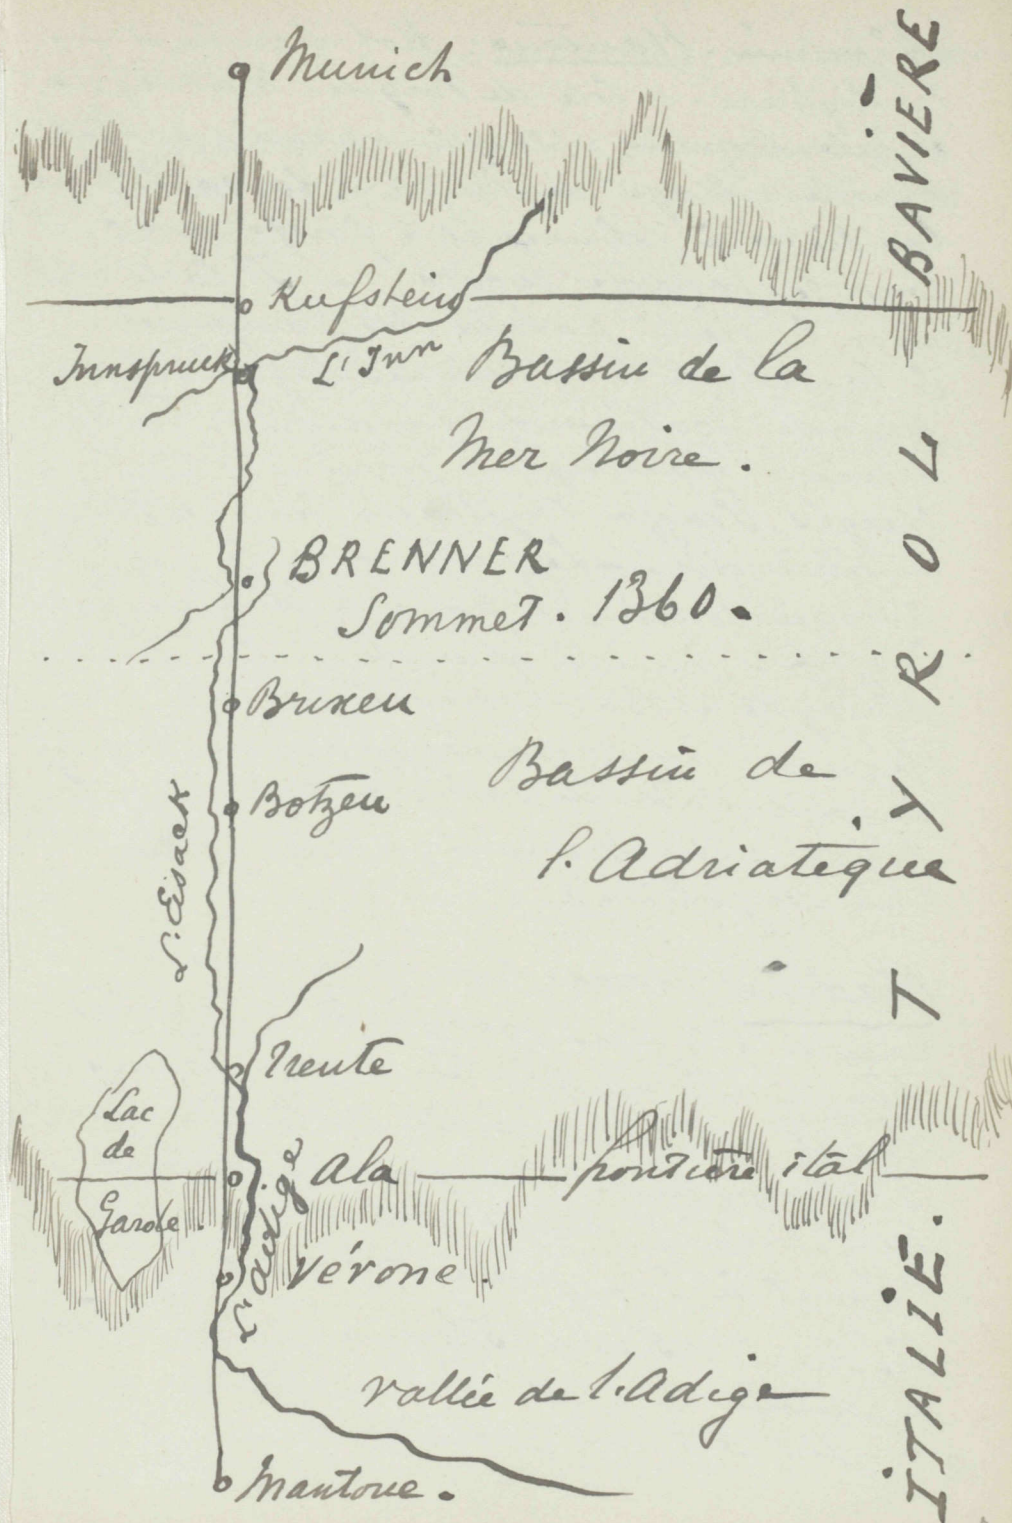 Munich
BAVIÈRE
Kufstein
Innspruck
L'Inn
Bassin de la
Mer Noire.
BRENNER
Sommet. 1360.
TYROL
Brixen
Botzen
Bassin de
l'Adriatique
L'Eisack
Trente
Lac
de
Garde.
Ala
frontière ital
L'adige
Vérone.
ITALIE.
vallée de l'Adige
Mantoue.